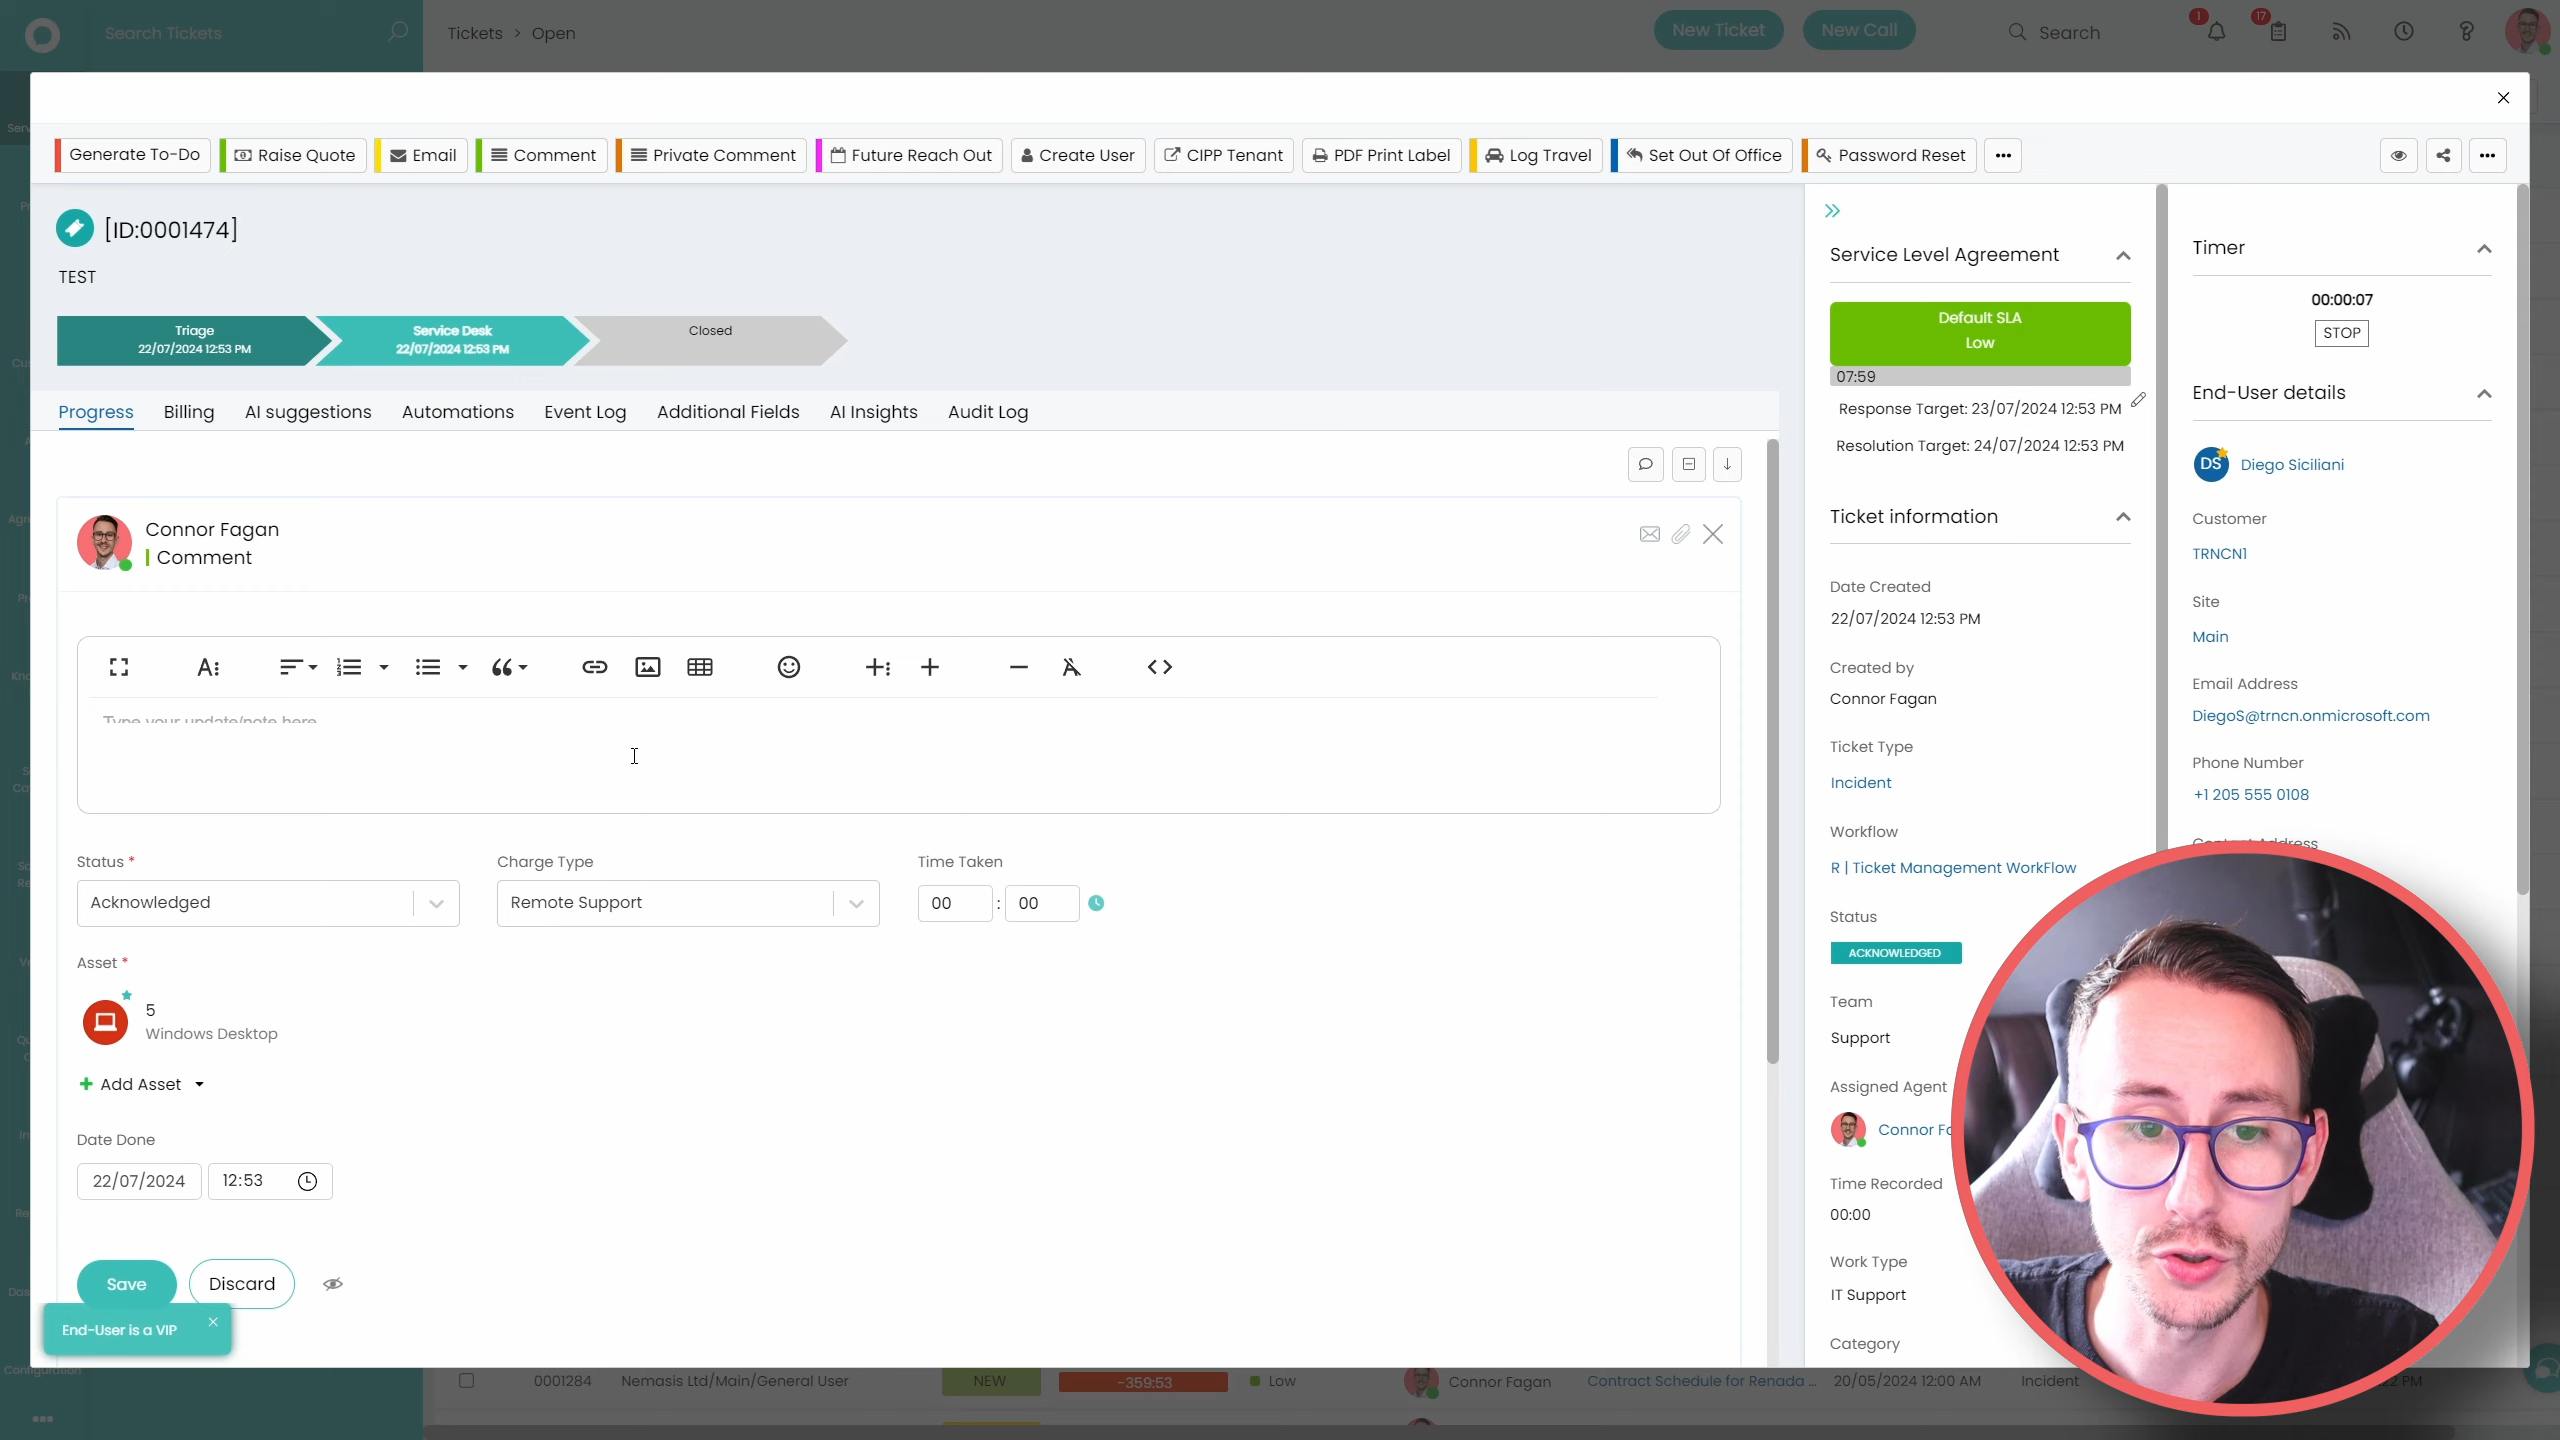 Search Tickets
Tickets > Open
New Ticket
New Call
Search
1
17
Generate To-Do
Raise Quote
Email
Comment
Private Comment
Future Reach Out
Create User
CIPP Tenant
PDF Print Label
Log Travel
Set Out Of Office
Password Reset
[ID:0001474]
TEST
Triage
22/07/2024 12:53 PM
Service Desk
22/07/2024 12:53 PM
Closed
Progress
Billing
AI suggestions
Automations
Event Log
Additional Fields
AI Insights
Audit Log
Connor Fagan
Comment
Type your update/note here
Status *
Acknowledged
Charge Type
Remote Support
Time Taken
00 : 00
Asset *
5
Windows Desktop
Add Asset
Date Done
22/07/2024
12:53
Save
Discard
End-User is a VIP
Configuration
Service Level Agreement
Default SLA
Low
07:59
Response Target: 23/07/2024 12:53 PM
Resolution Target: 24/07/2024 12:53 PM
Ticket information
Date Created
22/07/2024 12:53 PM
Created by
Connor Fagan
Ticket Type
Incident
Workflow
R | Ticket Management WorkFlow
Status
ACKNOWLEDGED
Team
Support
Assigned Agent
Connor Fa
Time Recorded
00:00
Work Type
IT Support
Category
Timer
00:00:07
STOP
End-User details
DS
Diego Siciliani
Customer
TRNCN1
Site
Main
Email Address
DiegoS@trncn.onmicrosoft.com
Phone Number
+1 205 555 0108
Contact Address
0001284
Nemasis Ltd/Main/General User
NEW
-359:53
Low
Connor Fagan
Contract Schedule for Renada ...
20/05/2024 12:00 AM
Incident
PM